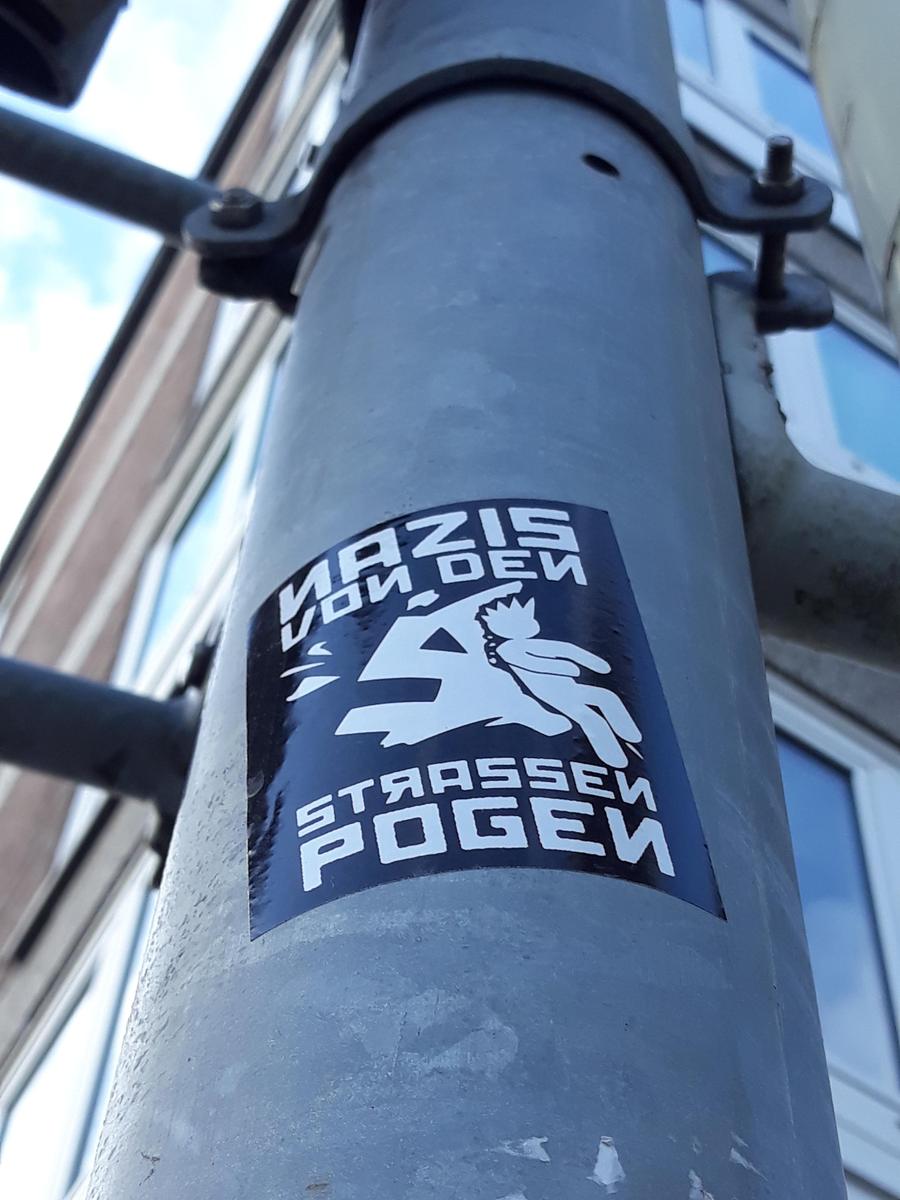 NAZIS
VON DEN
STRASSEN
POGEN